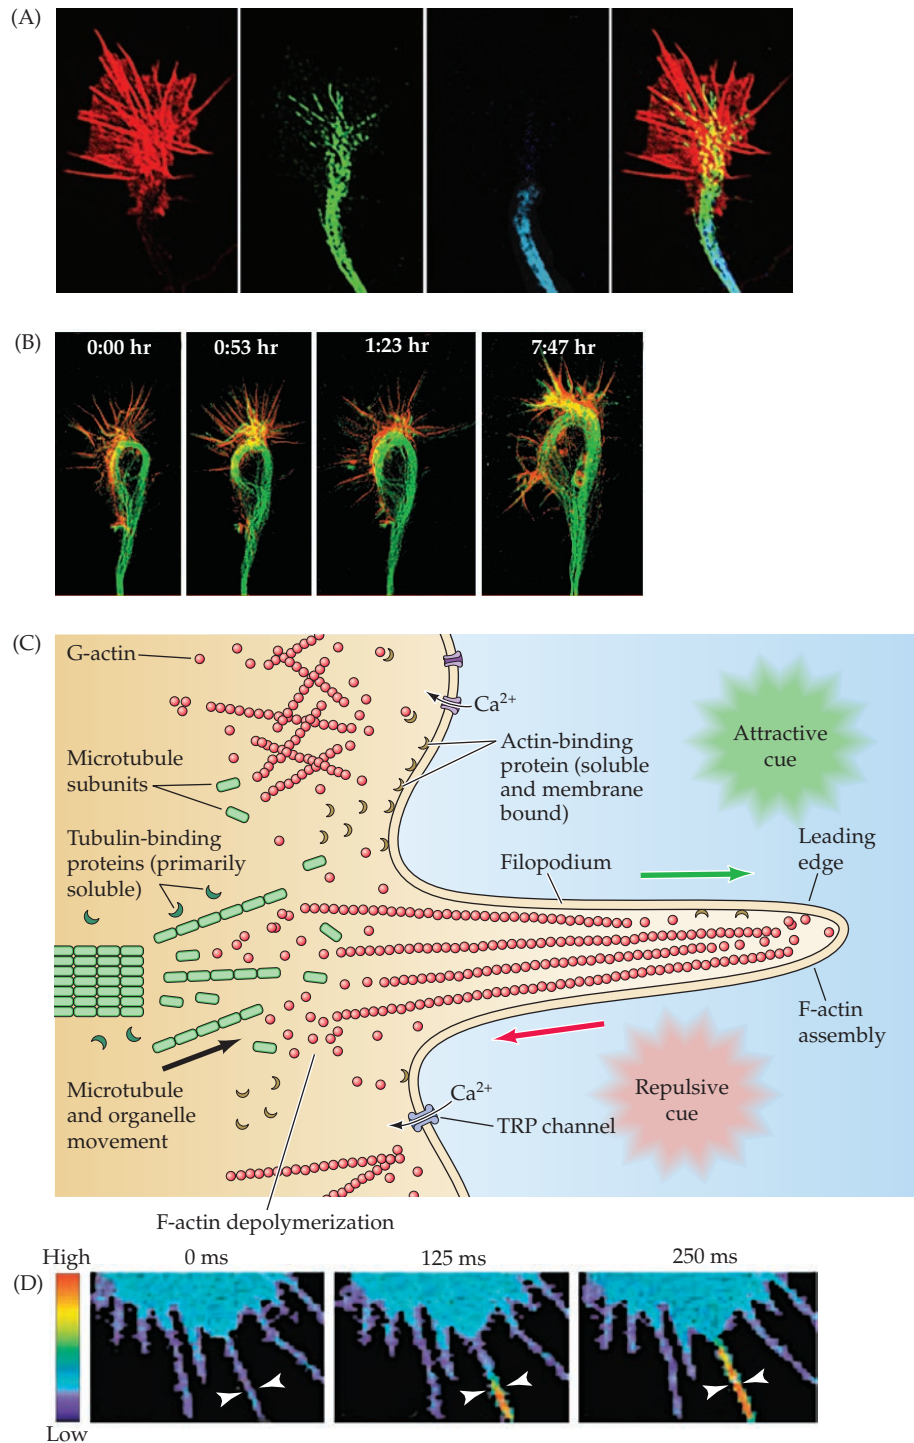 (A)
(B)
0:00 hr
0:53 hr
1:23 hr
7:47 hr
(C)
G-actin
Ca2+
Attractive
cue
Microtubule
subunits
Actin-binding
protein (soluble
and membrane
bound)
Tubulin-binding
proteins (primarily
soluble)
Filopodium
Leading
edge
F-actin
assembly
Microtubule
and organelle
movement
Ca2+
TRP channel
Repulsive
cue
F-actin depolymerization
(D)
High
Low
0 ms
125 ms
250 ms